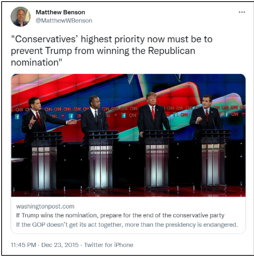 Matthew Benson
@MattwBenson
"Conservatives' highest priority now must be to
prevent Trump from winning the Republican
nomination"
washingtonpost.com
If Trump wins the nomination, prepare for the end of the conservative party
If the GOP doesn't get its act together, more than the presidency is endangered.
11:45 PM · Dec 23, 2015 · Twitter for iPhone